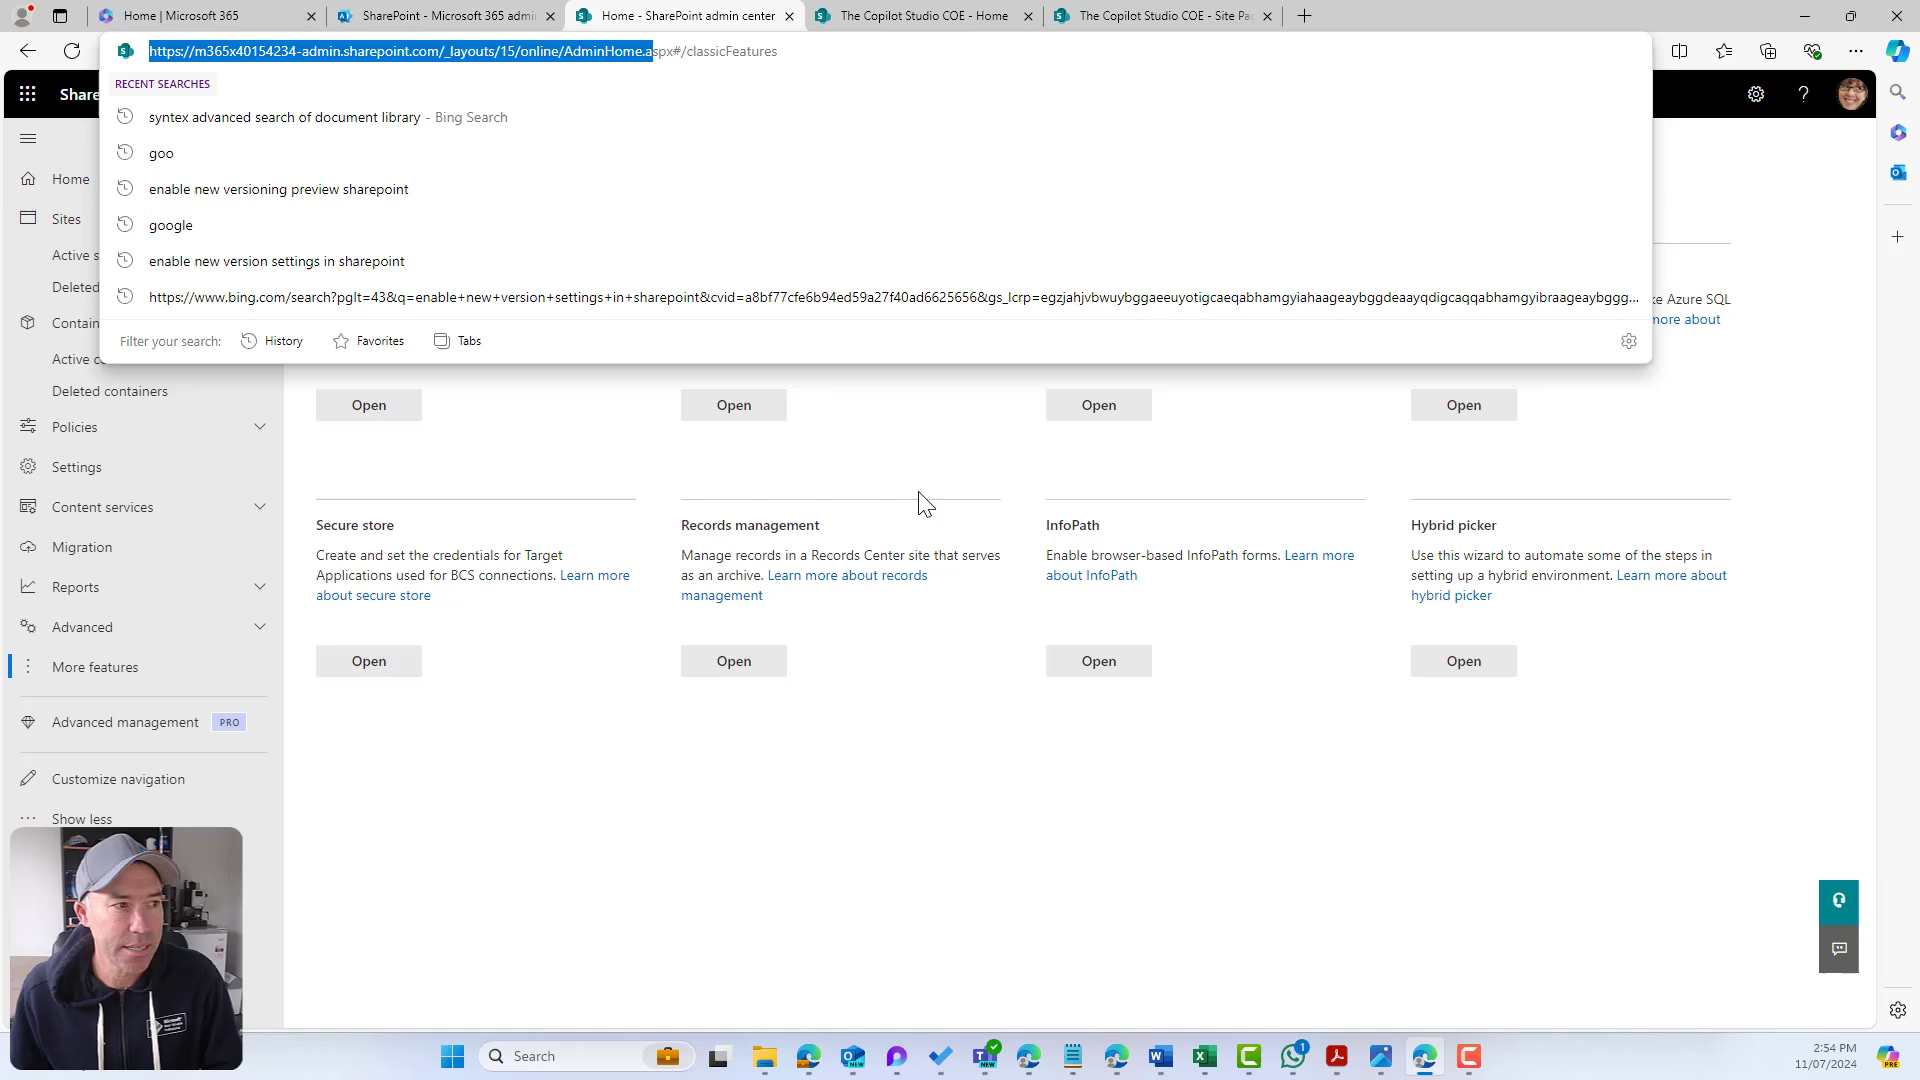 Home | Microsoft 365
SharePoint - Microsoft 365 admi
Home - SharePoint admin center
The Copilot Studio COE - Home
The Copilot Studio COE - Site Pa
https://m365x40154234-admin.sharepoint.com/_layouts/15/online/AdminHome.aspx#/classicFeatures
RECENT SEARCHES
Share
syntex advanced search of document library - Bing Search
goo
enable new versioning preview sharepoint
google
enable new version settings in sharepoint
https://www.bing.com/search?pglt=43&q=enable+new+version+settings+in+sharepoint&cvid=a8bf77cfe6b94ed59a27f40ad6625656&gs_lcrp=egzjahjvbwuybggaeeuyotigcaeqabhamgyiahaageaybggdeaayqdigcaqqabhamgyibraageaybggg...
Filter your search:
History
Favorites
Tabs
Home
Sites
Active s
Deleted
Contain
Active c
Deleted containers
Policies
Settings
Content services
Migration
Reports
Advanced
More features
Advanced management PRO
Customize navigation
Show less
ke Azure SQL
more about
Open
Open
Open
Open
Secure store
Create and set the credentials for Target
Applications used for BCS connections. Learn more
about secure store
Open
Records management
Manage records in a Records Center site that serves
as an archive. Learn more about records
management
Open
InfoPath
Enable browser-based InfoPath forms. Learn more
about InfoPath
Open
Hybrid picker
Use this wizard to automate some of the steps in
setting up a hybrid environment. Learn more about
hybrid picker
Open
Search
NEW
NEW
1
2:54 PM
11/07/2024
PRE